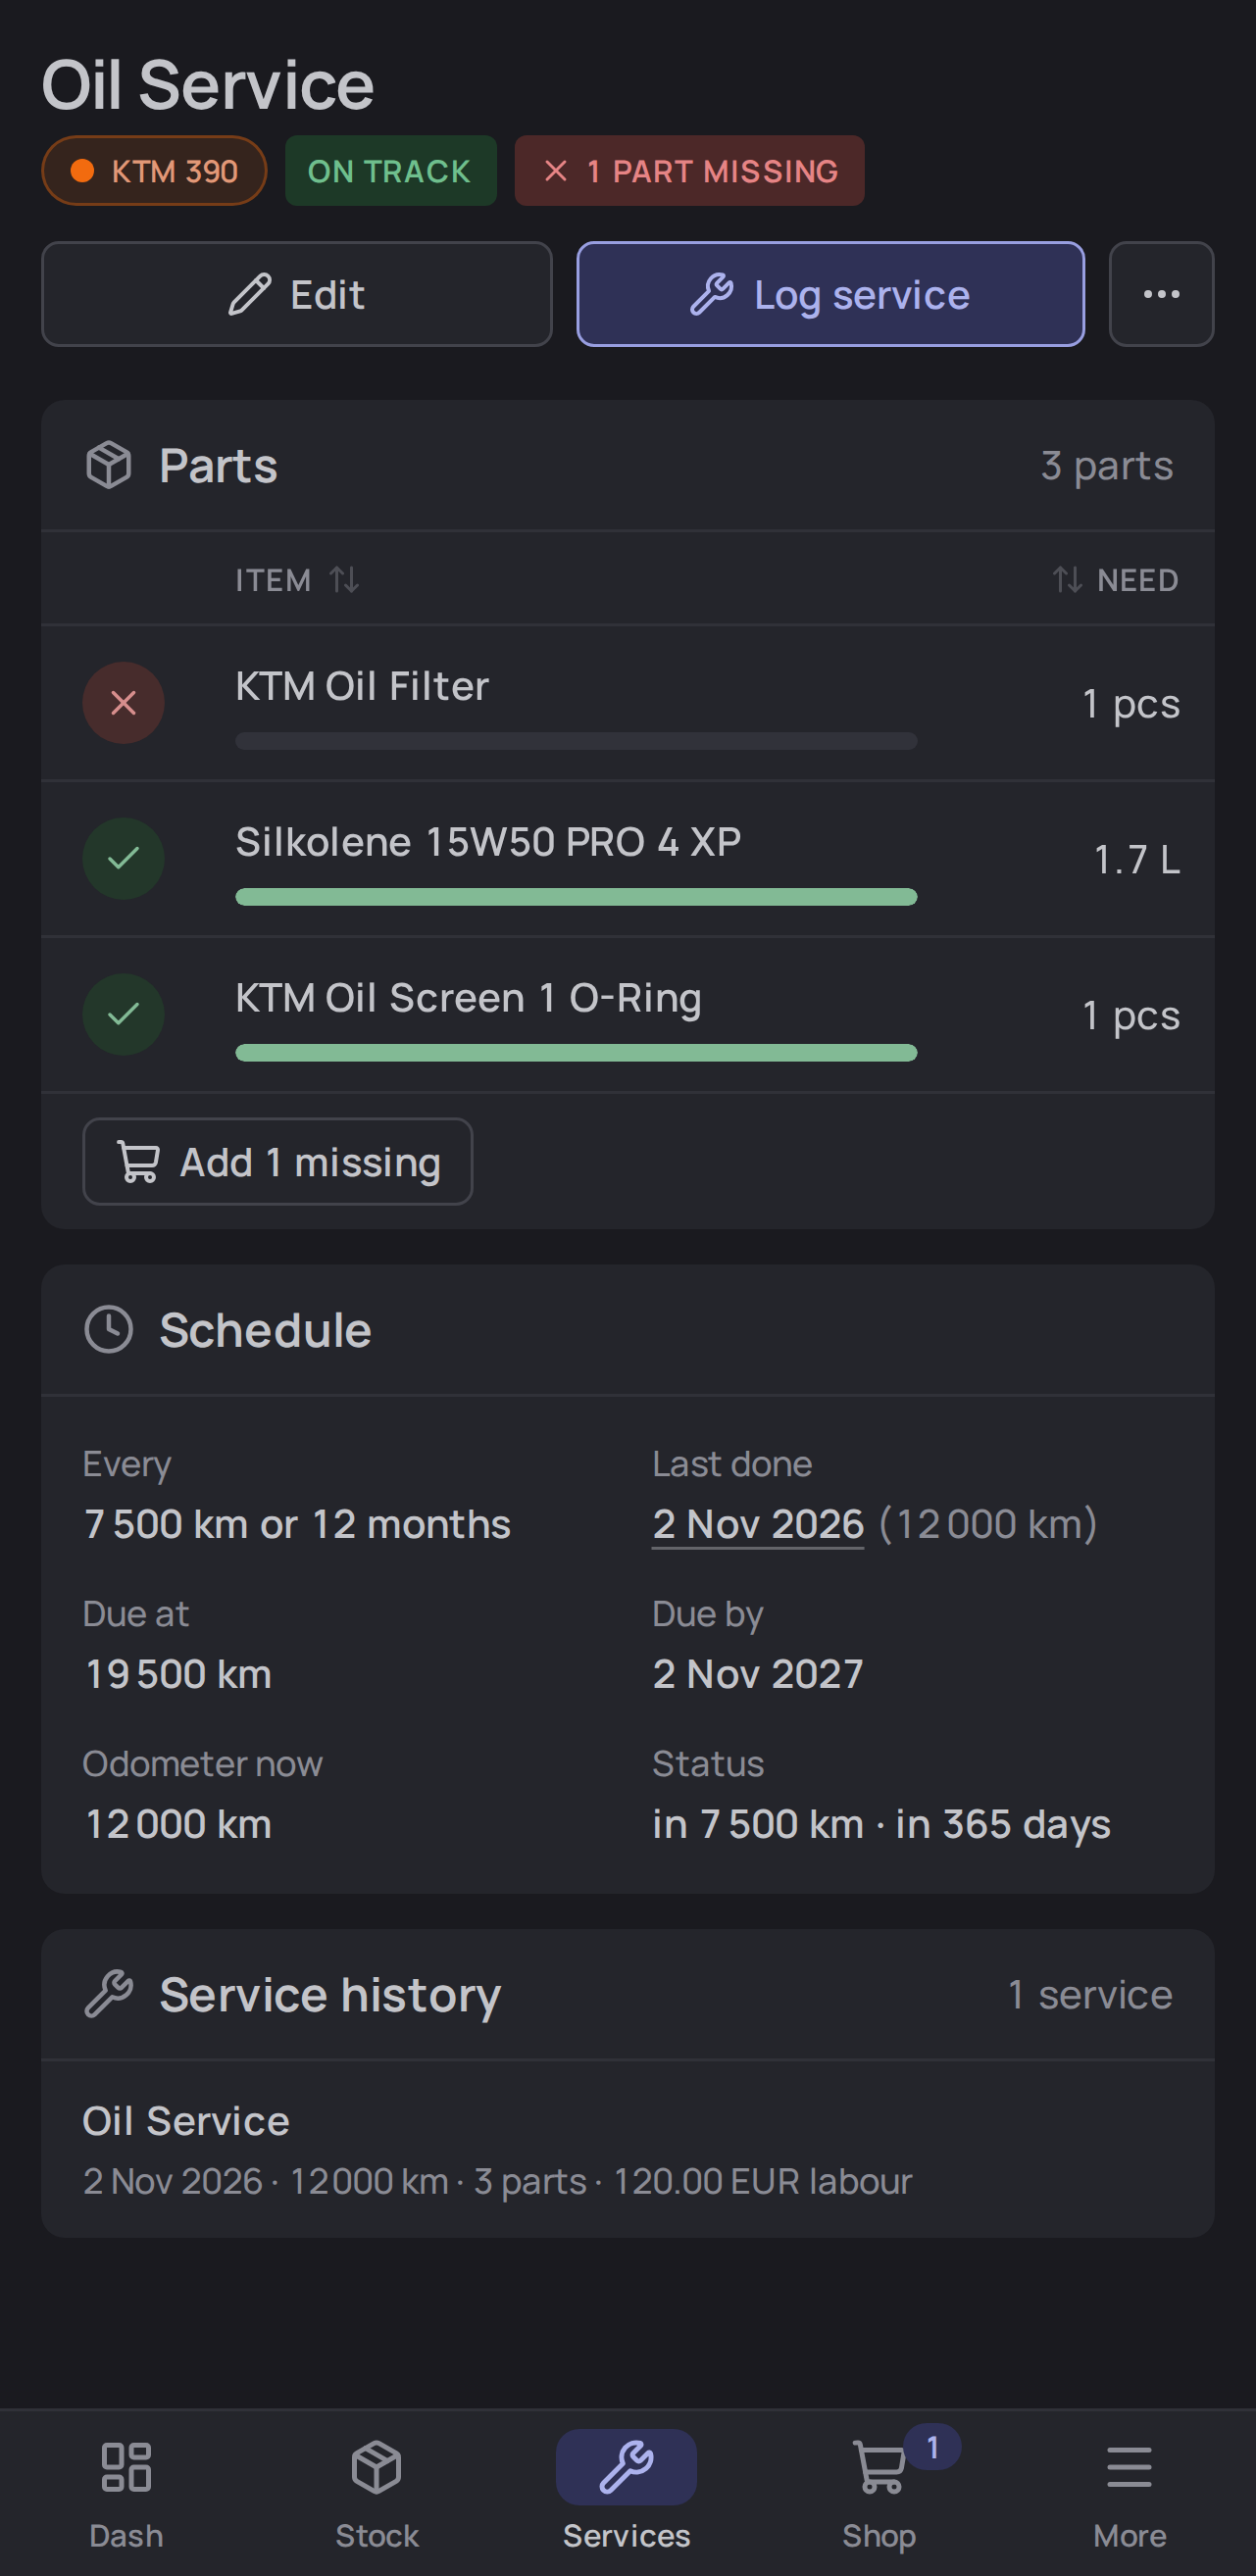 Oil Service
KTM 390 ON TRACK 1 PART MISSING
Edit Log service
Parts 3 parts
ITEM NEED
KTM Oil Filter 1 pcs
Silkolene 15W50 PRO 4 XP 1.7 L
KTM Oil Screen 1 O-Ring 1 pcs
Add 1 missing
Schedule
Every Last done
7 500 km or 12 months 2 Nov 2026 (12 000 km)
Due at Due by
19 500 km 2 Nov 2027
Odometer now Status
12 000 km in 7 500 km · in 365 days
Service history 1 service
Oil Service
2 Nov 2026 · 12 000 km · 3 parts · 120.00 EUR labour
1
Dash Stock Services Shop More